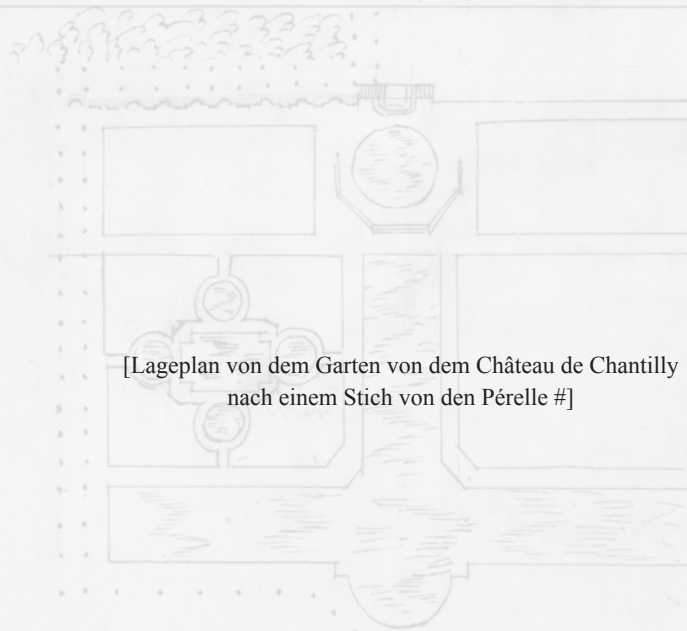 [Lageplan von dem Garten von dem Château de Chantilly
nach einem Stich von den Pérelle #]